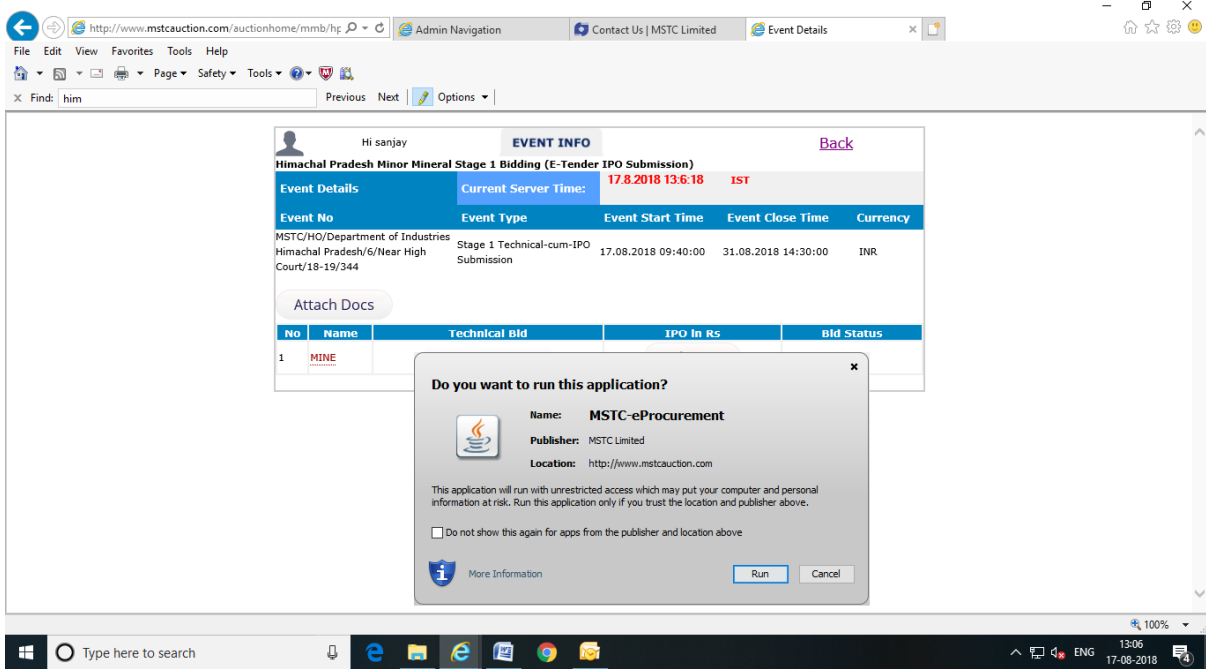 http://www.mstcauction.com/auctionhome/mmb/hp
Admin Navigation
Contact Us | MSTC Limited
Event Details
File Edit View Favorites Tools Help
Page Safety Tools
Find: him
Previous Next Options
Hi sanjay
EVENT INFO
Back
Himachal Pradesh Minor Mineral Stage 1 Bidding (E-Tender IPO Submission)
Event Details Current Server Time: 17.8.2018 13:6:18 IST
Event No Event Type Event Start Time Event Close Time Currency
MSTC/HO/Department of Industries
Himachal Pradesh/6/Near High
Court/18-19/344
Stage 1 Technical-cum-IPO
Submission
17.08.2018 09:40:00 31.08.2018 14:30:00 INR
Attach Docs
No Name Technical Bid IPO in Rs Bid Status
1 MINE
Do you want to run this application?
Name: MSTC-eProcurement
Publisher: MSTC Limited
Location: http://www.mstcauction.com
This application will run with unrestricted access which may put your computer and personal
information at risk. Run this application only if you trust the location and publisher above.
Do not show this again for apps from the publisher and location above
More Information
Run Cancel
100%
Type here to search
ENG
13:06
17-08-2018
4